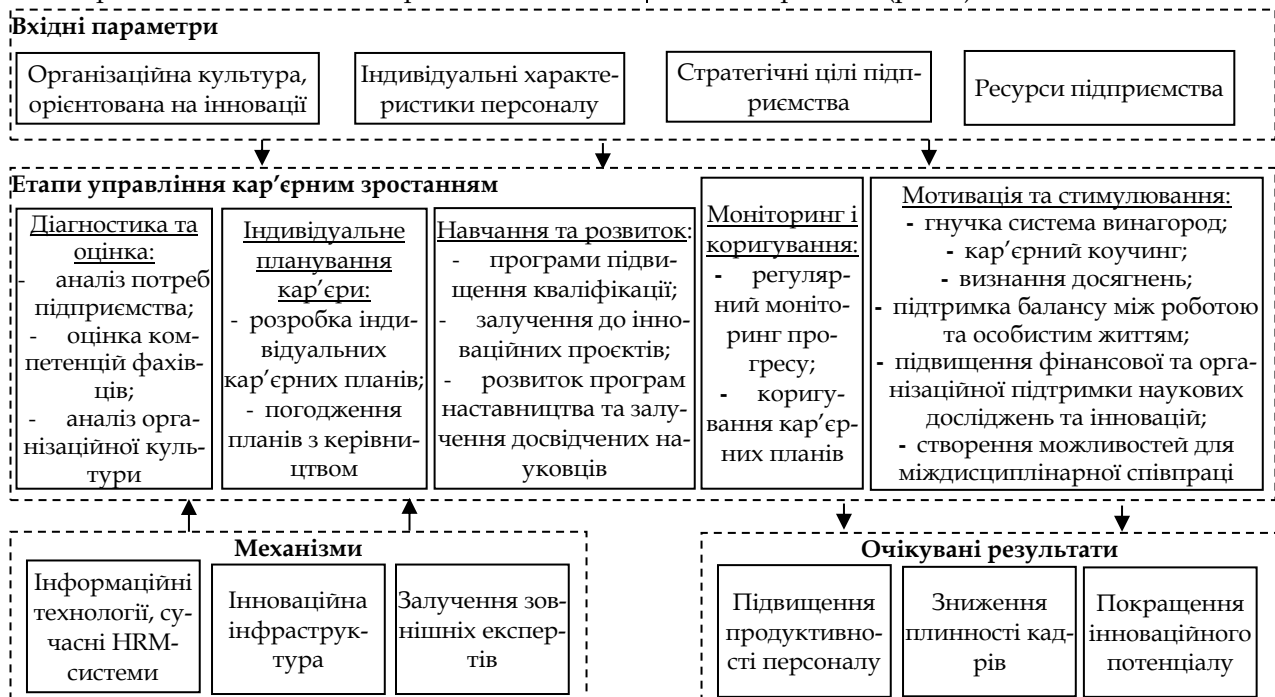 Вхідні параметри
Організаційна культура,
орієнтована на інновації
Індивідуальні характе-
ристики персоналу
Стратегічні цілі підп-
риємства
Ресурси підприємства
Етапи управління кар’єрним зростанням
Діагностика та
оцінка:
- аналіз потреб
підприємства;
- оцінка ком-
петенцій фахів-
ців;
- аналіз орга-
нізаційної куль-
тури
Індивідуальне
планування
кар’єри:
- розробка інди-
відуальних
кар’єрних планів;
- погодження
планів з керівни-
цтвом
Навчання та розвиток:
- програми підви-
щення кваліфікації;
- залучення до інно-
ваційних проєктів;
- розвиток програм
наставництва та залу-
чення досвідчених на-
уковців
Моніторинг і
коригування:
- регуляр-
ний моніто-
ринг про-
гресу;
- коригу-
вання кар’єр-
них планів
Мотивація та стимулювання:
- гнучка система винагород;
- кар’єрний коучинг;
- визнання досягнень;
- підтримка балансу між роботою
та особистим життям;
- підвищення фінансової та орга-
нізаційної підтримки наукових
досліджень та інновацій;
- створення можливостей для
міждисциплінарної співпраці
Механізми
Інформаційні
технології, су-
часні HRM-
системи
Інноваційна
інфраструк-
тура
Залучення зов-
нішніх експер-
тів
Очікувані результати
Підвищення
продуктивно-
сті персоналу
Зниження
плинності кад-
рів
Покращення
інноваційного
потенціалу